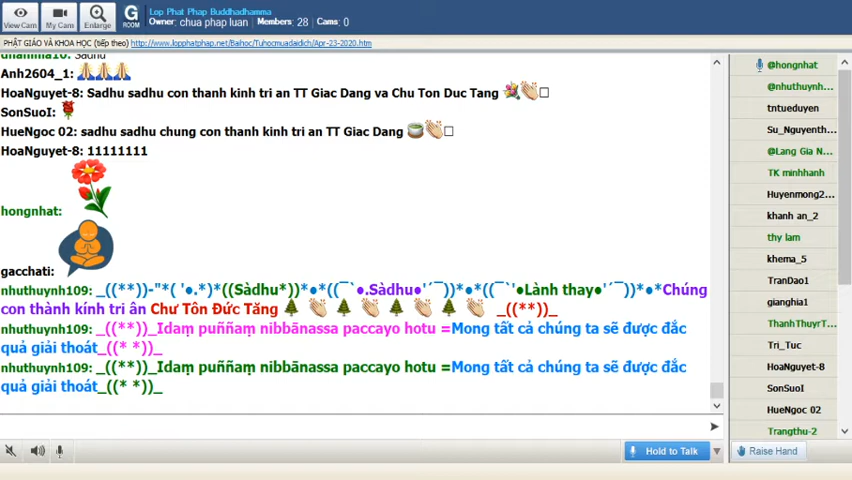 View Cam
My Cam
Enlarge
G
ROOM
Lop Phat Phap Buddhadhamma
Owner: chua phap luan Members: 28 Cams: 0
PHẬT GIÁO VÀ KHOA HỌC (tiếp theo) http://www.lopphatphap.net/Baihoc/Tuhocmuadaidich/Apr-23-2020.htm
Sadhu
Anh2604_1: 🙏🙏🙏
HoaNguyet-8: Sadhu sadhu con thanh kinh tri an TT Giac Dang va Chu Ton Duc Tang 💐👏□
SonSuoI: 🌹
HueNgoc 02: sadhu sadhu chung con thanh kinh tri an TT Giac Dang 🍵👏□
HoaNguyet-8: 11111111
hongnhat:
gacchati:
nhuthuynh109: _((**))-"*( '•.*)*((Sàdhu*))*•*((¯`•.Sàdhu•'´¯))*•*((¯`'•Lành thay•'´¯))*•*Chúng
con thành kính tri ân Chư Tôn Đức Tăng 🌲 👏 🌲 👏 🌲 👏 🌲 👏 _((**))_
nhuthuynh109: _((**))_Idaṃ puññaṃ nibbānassa paccayo hotu =Mong tất cả chúng ta sẽ được đắc
quả giải thoát_((* *))_
nhuthuynh109: _((**))_Idaṃ puññaṃ nibbānassa paccayo hotu =Mong tất cả chúng ta sẽ được đắc
quả giải thoát_((* *))_
Hold to Talk
Raise Hand
@hongnhat
@nhuthuynh...
tntueduyen
Su_Nguyenth...
@Lang Gia N...
TK minhhanh
Huyenmong2...
khanh an_2
thy lam
khema_5
TranDao1
gianghia1
ThanhThuyrT...
Tri_Tuc
HoaNguyet-8
SonSuoI
HueNgoc 02
Trangthu-2